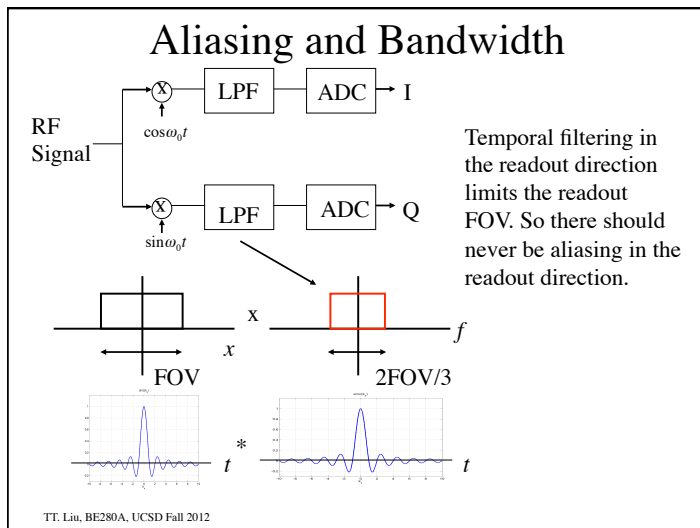 Aliasing and Bandwidth
RF
Signal
X
cosω₀t
LPF
ADC
I
X
sinω₀t
LPF
ADC
Q
Temporal filtering in
the readout direction
limits the readout
FOV. So there should
never be aliasing in the
readout direction.
x
FOV
x
f
2FOV/3
t
*
t
TT. Liu, BE280A, UCSD Fall 2012